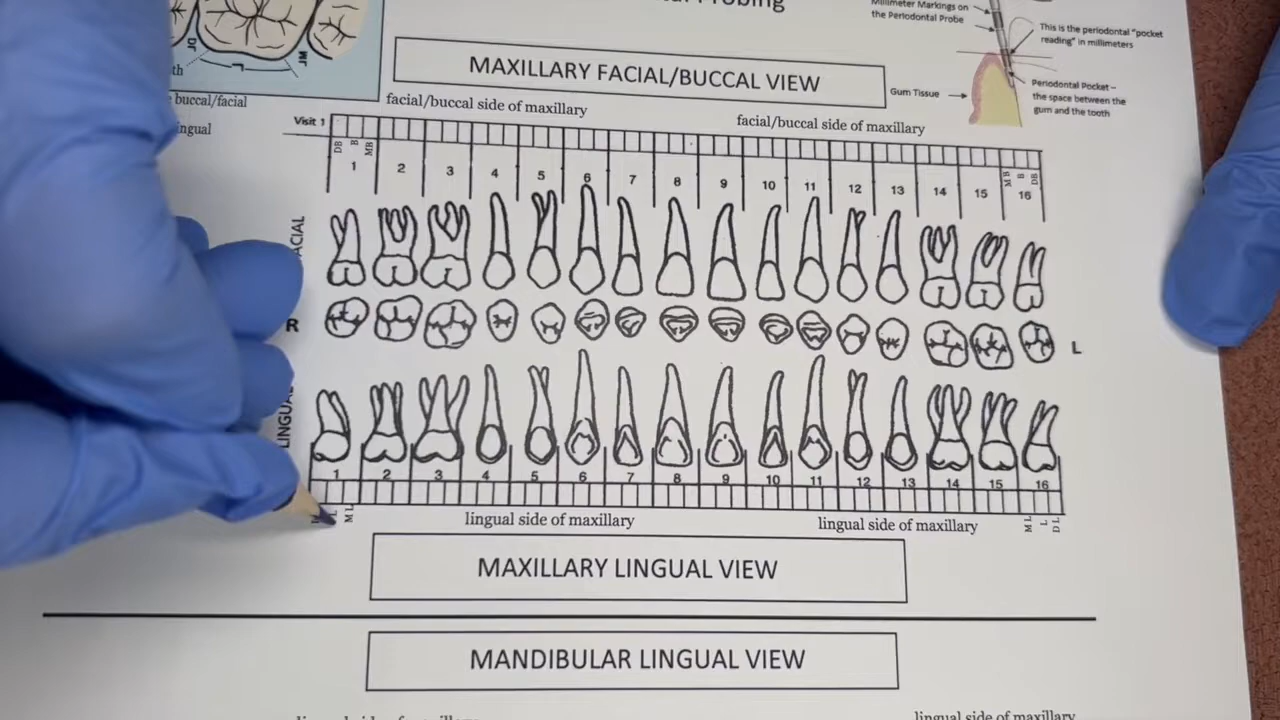 Probing
Millimeter Markings on
the Periodontal Probe
This is the periodontal "pocket
reading" in millimeters
Gum Tissue
Periodontal Pocket –
the space between the
gum and the tooth
th
buccal/facial
ingual
MAXILLARY FACIAL/BUCCAL VIEW
facial/buccal side of maxillary
facial/buccal side of maxillary
Visit 1
DB B MB
MB B DB
1 2 3 4 5 6 7 8 9 10 11 12 13 14 15 16
ACIAL
R
L
LINGUAL
1 2 3 4 5 6 7 8 9 10 11 12 13 14 15 16
ML
ML L DL
lingual side of maxillary
lingual side of maxillary
MAXILLARY LINGUAL VIEW
MANDIBULAR LINGUAL VIEW
lingual side of maxillary